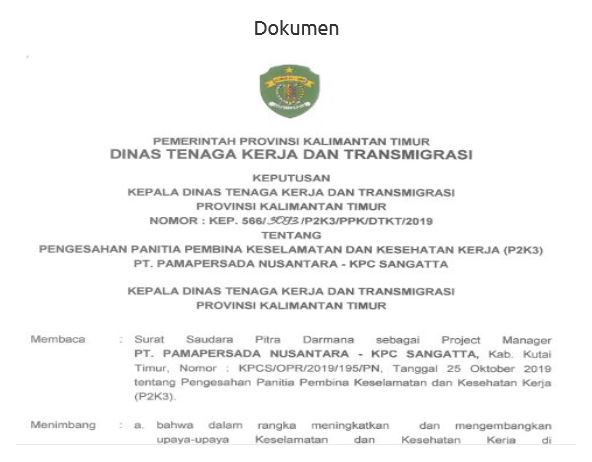 Dokumen
PEMERINTAH PROVINSI KALIMANTAN TIMUR
DINAS TENAGA KERJA DAN TRANSMIGRASI
KEPUTUSAN
KEPALA DINAS TENAGA KERJA DAN TRANSMIGRASI
PROVINSI KALIMANTAN TIMUR
NOMOR : KEP. 566/ /P2K3/PPK/DTKT/2019
TENTANG
PENGESAHAN PANITIA PEMBINA KESELAMATAN DAN KESEHATAN KERJA (P2K3)
PT. PAMAPERSADA NUSANTARA - KPC SANGATTA
KEPALA DINAS TENAGA KERJA DAN TRANSMIGRASI
PROVINSI KALIMANTAN TIMUR
Membaca : Surat Saudara Pitra Darmana sebagai Project Manager
PT. PAMAPERSADA NUSANTARA - KPC SANGATTA, Kab. Kutai
Timur, Nomor : KPCS/OPR/2019/195/PN, Tanggal 25 Oktober 2019
tentang Pengesahan Panitia Pembina Keselamatan dan Kesehatan Kerja
(P2K3).
Menimbang : a. bahwa dalam rangka meningkatkan dan mengembangkan
upaya-upaya Keselamatan dan Kesehatan Kerja di